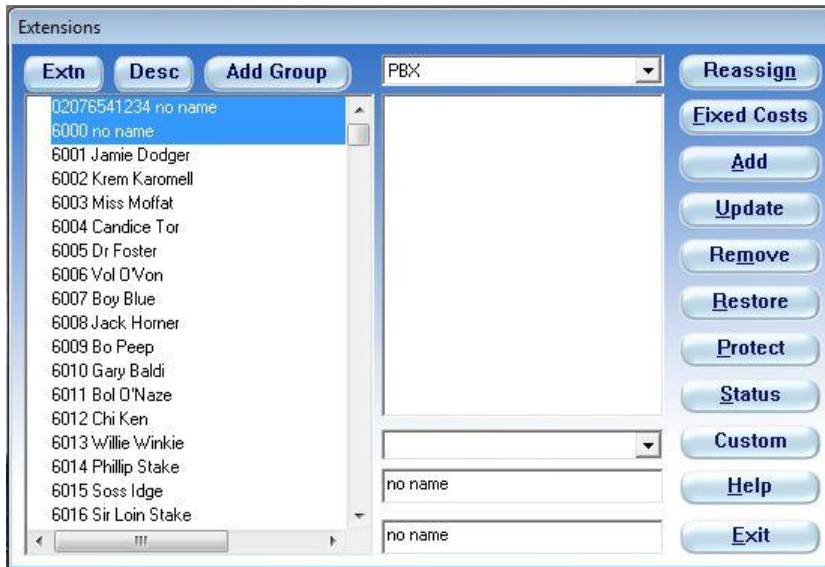 Extensions
Extn Desc Add Group
02076541234 no name
6000 no name
6001 Jamie Dodger
6002 Krem Karomell
6003 Miss Moffat
6004 Candice Tor
6005 Dr Foster
6006 Vol O'Von
6007 Boy Blue
6008 Jack Horner
6009 Bo Peep
6010 Gary Baldi
6011 Bol O'Naze
6012 Chi Ken
6013 Willie Winkie
6014 Phillip Stake
6015 Soss Idge
6016 Sir Loin Stake
PBX
no name
no name
Reassign
Fixed Costs
Add
Update
Remove
Restore
Protect
Status
Custom
Help
Exit